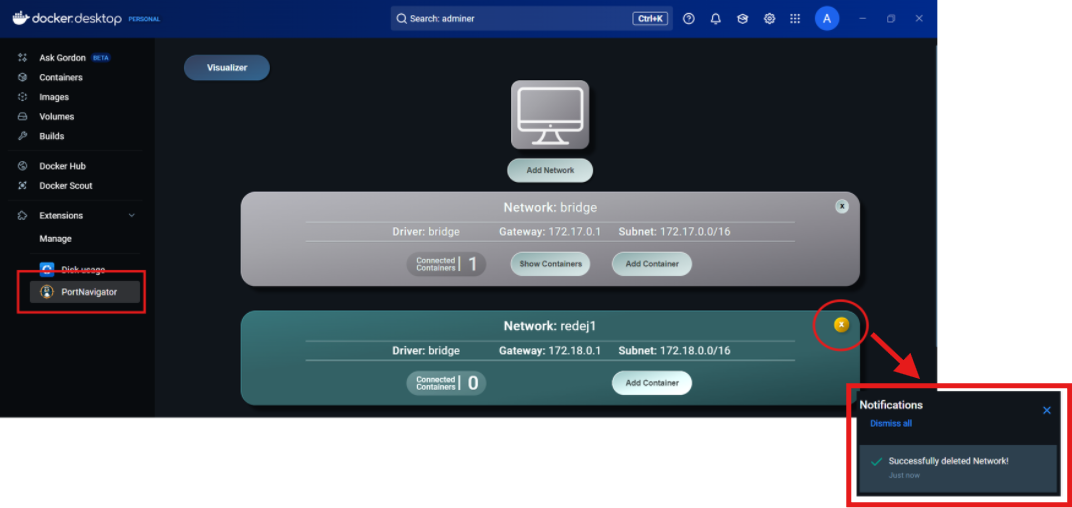 docker.desktop PERSONAL
Search: adminer
Ctrl+K
A
Ask Gordon BETA
Containers
Images
Volumes
Builds
Docker Hub
Docker Scout
Extensions
Manage
Disk usage
PortNavigator
Visualizer
Add Network
Network: bridge
x
Driver: bridge Gateway: 172.17.0.1 Subnet: 172.17.0.0/16
Connected Containers 1
Show Containers
Add Container
Network: redej1
x
Driver: bridge Gateway: 172.18.0.1 Subnet: 172.18.0.0/16
Connected Containers 0
Add Container
Notifications
Dismiss all
Successfully deleted Network!
Just now